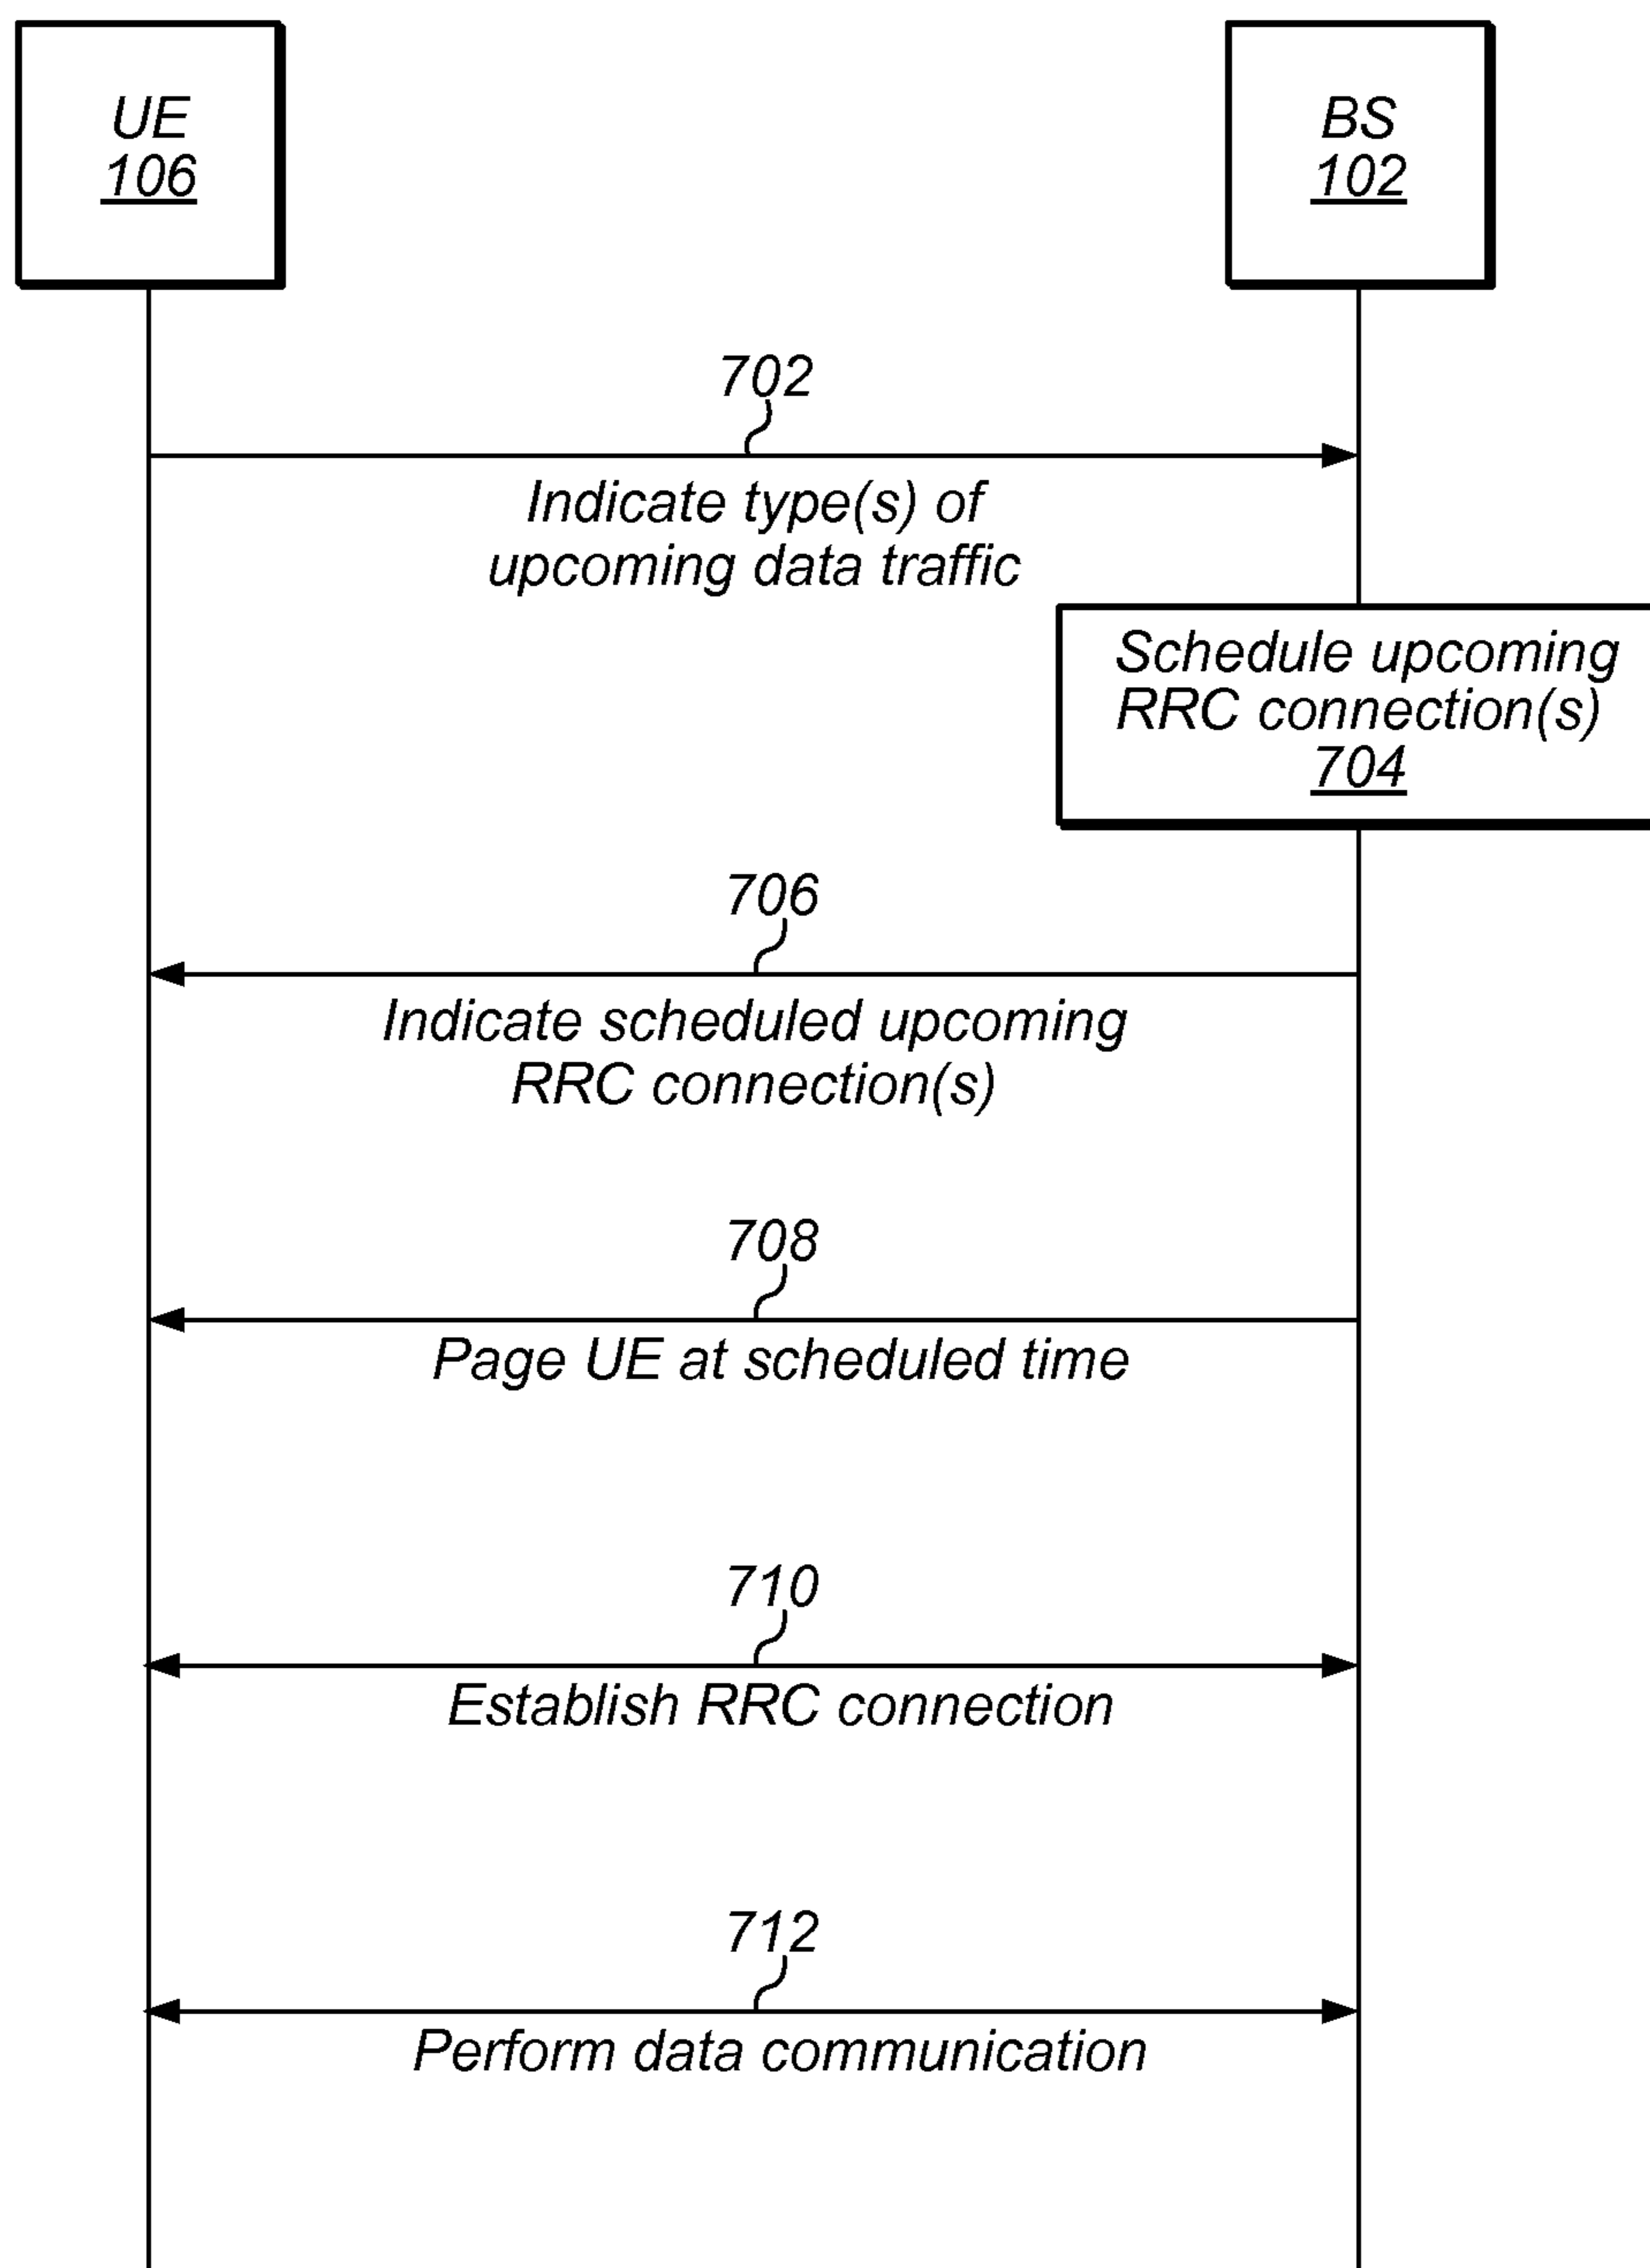 UE
106
BS
102
702
Indicate type(s) of
upcoming data traffic
Schedule upcoming
RRC connection(s)
704
706
Indicate scheduled upcoming
RRC connection(s)
708
Page UE at scheduled time
710
Establish RRC connection
712
Perform data communication